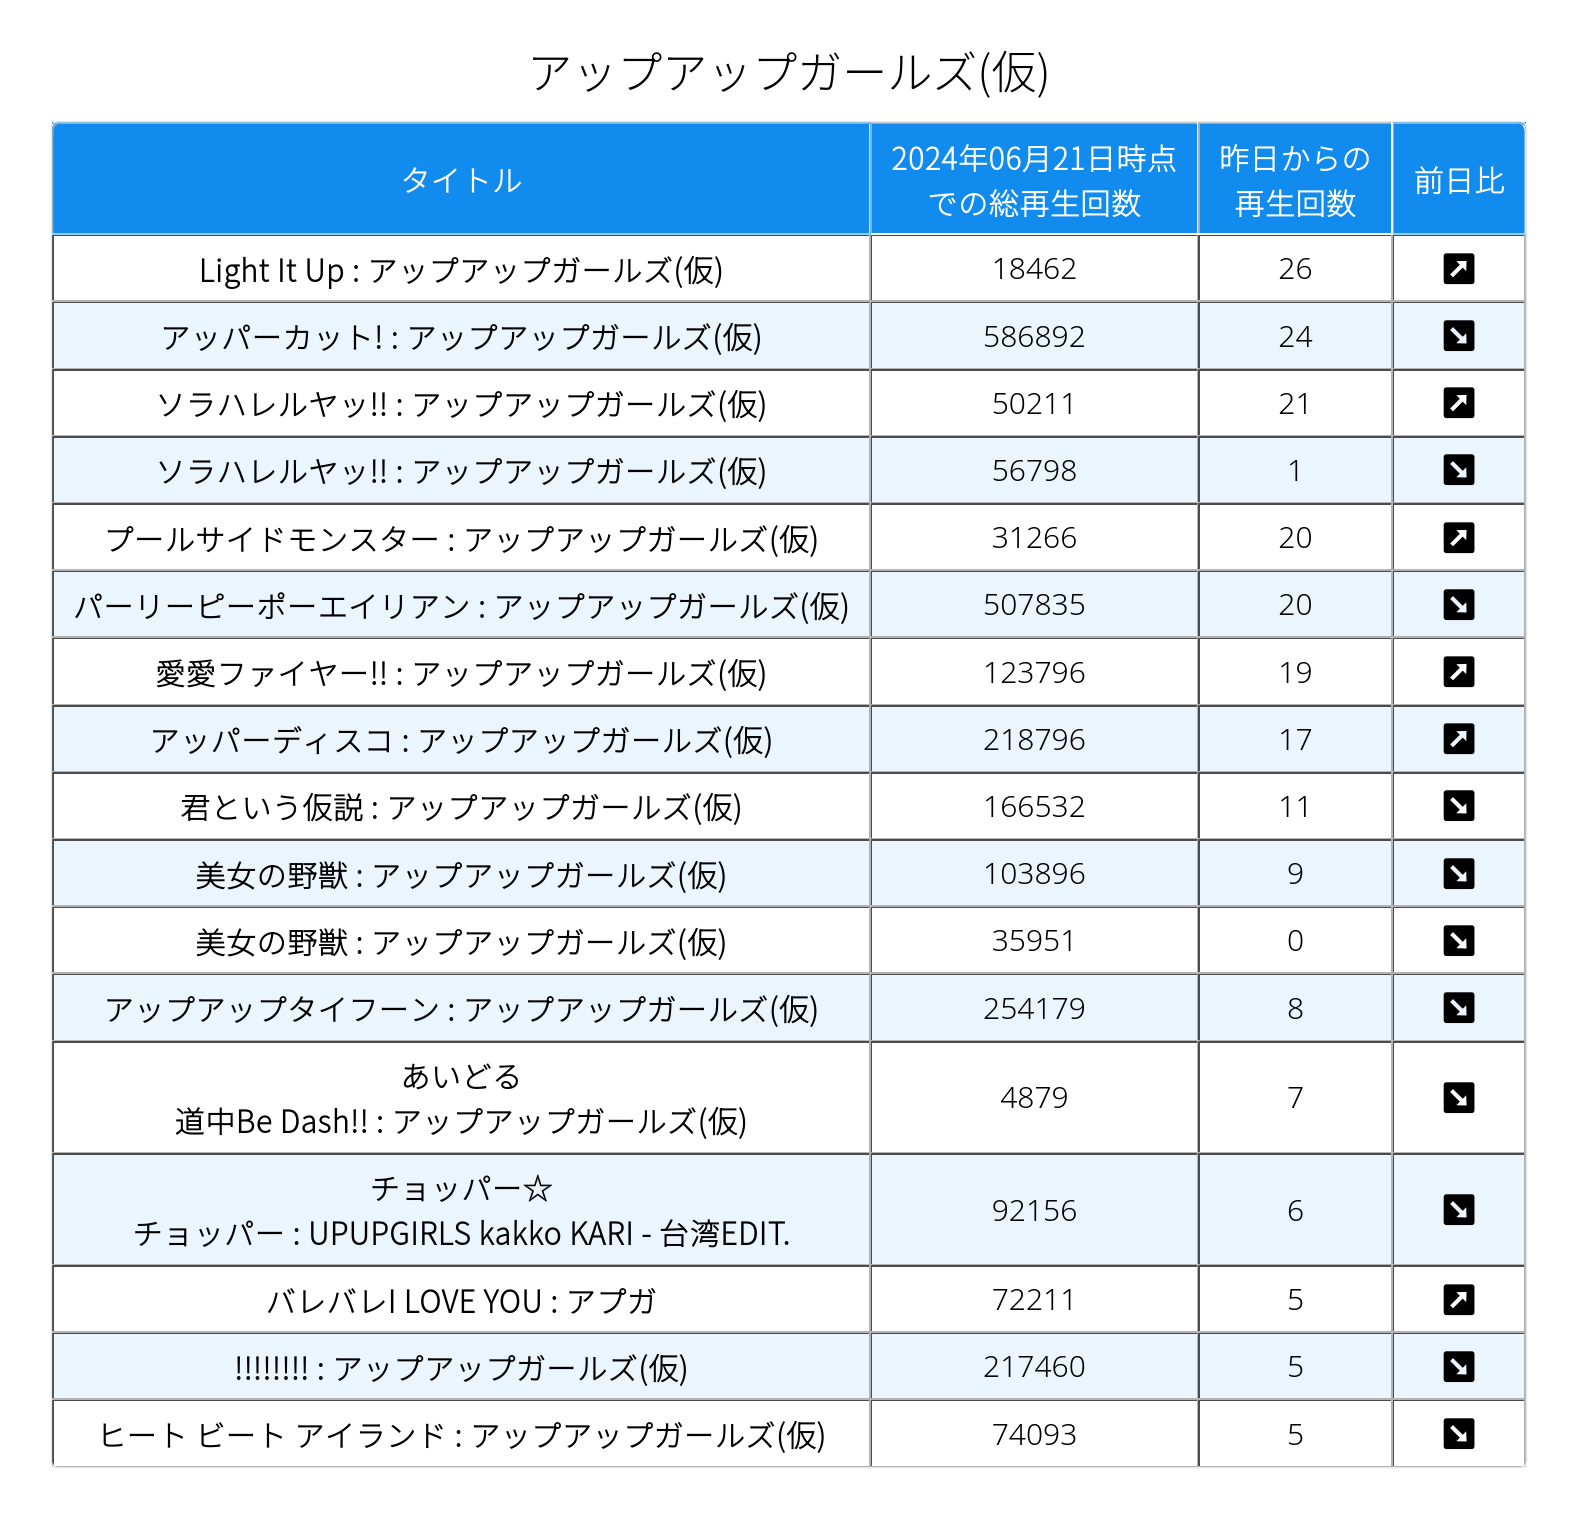 アップアップガールズ(仮)
タイトル
2024年06月21日時点
での総再生回数
昨日からの
再生回数
前日比
Light It Up : アップアップガールズ(仮) 18462 26 ↗
アッパーカット! : アップアップガールズ(仮) 586892 24 ↘
ソラハレルヤッ!! : アップアップガールズ(仮) 50211 21 ↗
ソラハレルヤッ!! : アップアップガールズ(仮) 56798 1 ↘
プールサイドモンスター : アップアップガールズ(仮) 31266 20 ↗
パーリーピーポーエイリアン : アップアップガールズ(仮) 507835 20 ↘
愛愛ファイヤー!! : アップアップガールズ(仮) 123796 19 ↗
アッパーディスコ : アップアップガールズ(仮) 218796 17 ↗
君という仮説 : アップアップガールズ(仮) 166532 11 ↘
美女の野獣 : アップアップガールズ(仮) 103896 9 ↘
美女の野獣 : アップアップガールズ(仮) 35951 0 ↘
アップアップタイフーン : アップアップガールズ(仮) 254179 8 ↘
あいどる
道中Be Dash!! : アップアップガールズ(仮) 4879 7 ↘
チョッパー☆
チョッパー : UPUPGIRLS kakko KARI - 台湾EDIT. 92156 6 ↘
バレバレI LOVE YOU : アプガ 72211 5 ↗
!!!!!!!! : アップアップガールズ(仮) 217460 5 ↘
ヒート ビート アイランド : アップアップガールズ(仮) 74093 5 ↘